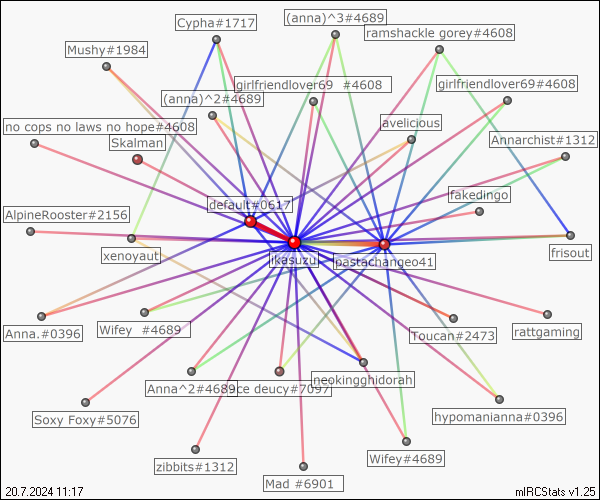 Cypha#1717
(anna)^3#4689
ramshackle gorey#4608
Mushy#1984
girlfriendlover69 #4608
girlfriendlover69#4608
(anna)^2#4689
no cops no laws no hope#4608
avelicious
Skalman
Annarchist#1312
fakedingo
default#0617
AlpineRooster#2156
xenoyaut
ikasuzu
pastachangeo41
frisout
Anna.#0396
Wifey #4689
Toucan#2473
rattgaming
neokingghidorah
Anna^2#4689
ce deucy#7097
Soxy Foxy#5076
hypomanianna#0396
zibbits#1312
Wifey#4689
Mad #6901
20.7.2024 11:17
mIRCStats v1.25